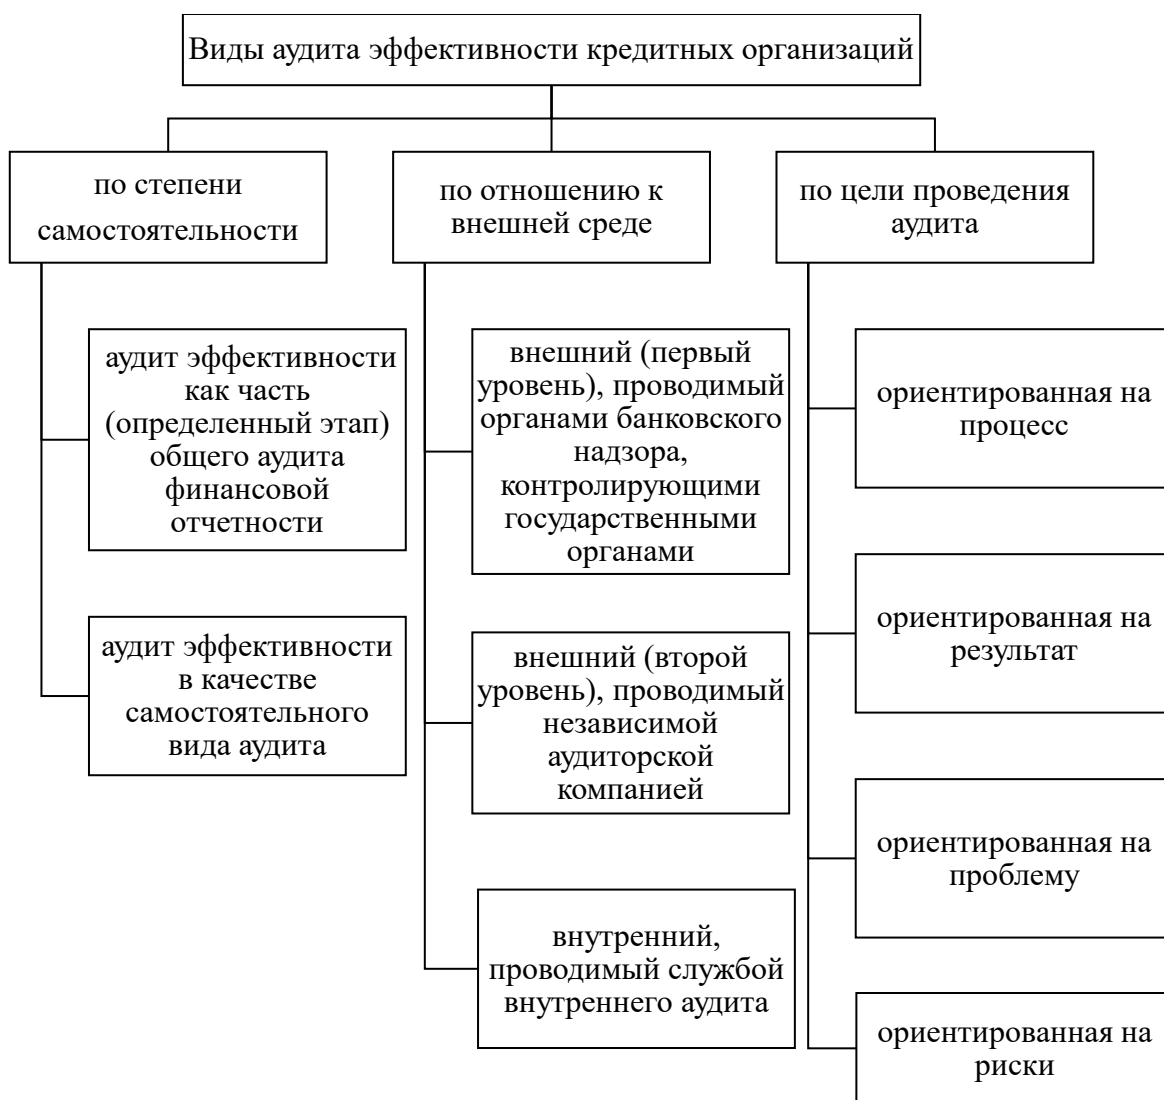 Виды аудита эффективности кредитных организаций
по степени
самостоятельности
аудит эффективности
как часть
(определенный этап)
общего аудита
финансовой
отчетности
аудит эффективности
в качестве
самостоятельного
вида аудита
по отношению к
внешней среде
внешний (первый
уровень), проводимый
органами банковского
надзора,
контролирующими
государственными
органами
внешний (второй
уровень), проводимый
независимой
аудиторской
компанией
внутренний,
проводимый службой
внутреннего аудита
по цели проведения
аудита
ориентированная на
процесс
ориентированная на
результат
ориентированная на
проблему
ориентированная на
риски